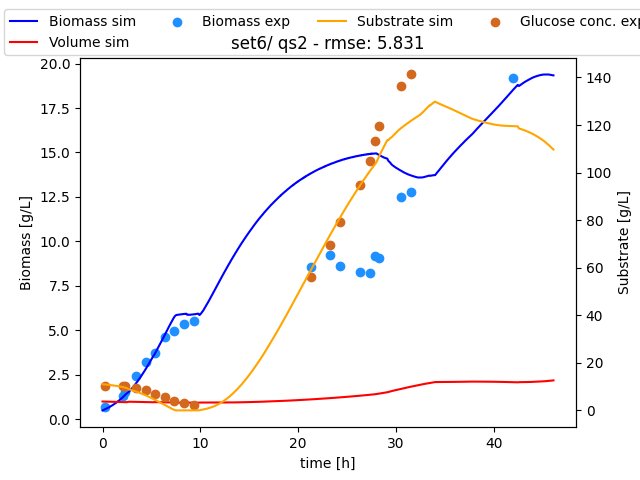 Biomass sim Biomass exp Substrate sim Glucose conc. exp
Volume sim
set6/ qs2 - rmse: 5.831
20.0
17.5
15.0
12.5
10.0
7.5
5.0
2.5
0.0
Biomass [g/L]
140
120
100
80
60
40
20
0
Substrate [g/L]
0 10 20 30 40
time [h]